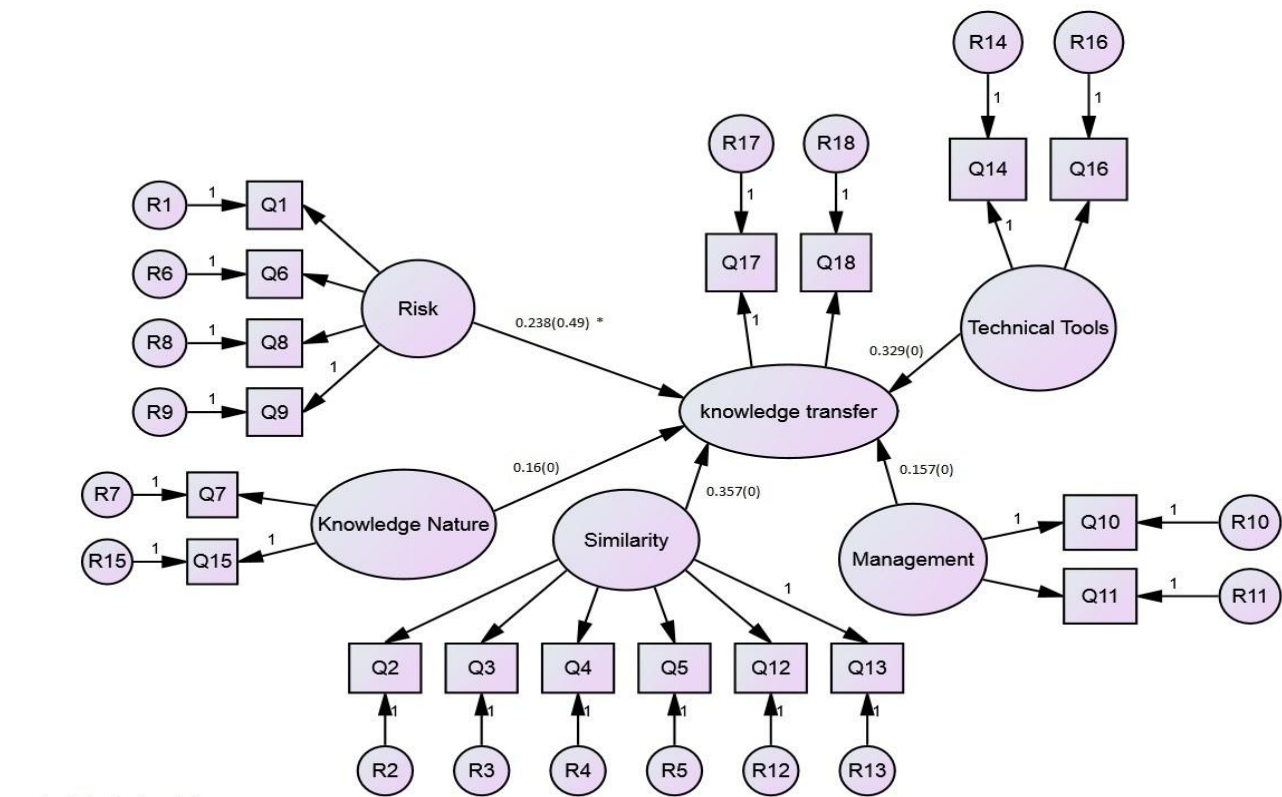 R14 R16
1 1
R17 R18
Q14 Q16
1 1
R1 1 Q1
1
Q17 Q18
R6 1 Q6
Risk
1
0.238(0.49) *
Technical Tools
R8 1 Q8
0.329(0)
1
R9 1 Q9
knowledge transfer
0.16(0)
0.157(0)
R7 1 Q7
0.357(0)
Knowledge Nature
Similarity
1 Q10 1 R10
R15 1 Q15 1
Management
1
Q11 1 R11
Q2 Q3 Q4 Q5 Q12 Q13
1 1 1 1 1 1
R2 R3 R4 R5 R12 R13